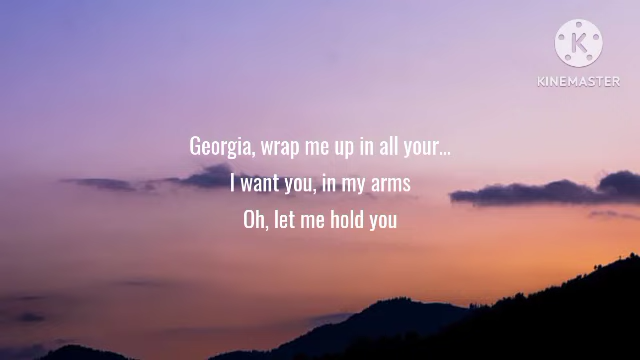 KINEMASTER
Georgia, wrap me up in all your...
I want you, in my arms
Oh, let me hold you